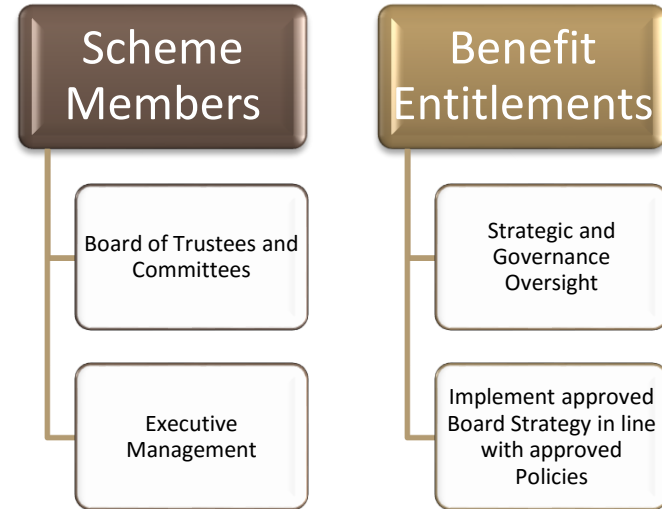 Scheme
Members
Board of Trustees and
Committees
Executive
Management
Benefit
Entitlements
Strategic and
Governance
Oversight
Implement approved
Board Strategy in line
with approved
Policies